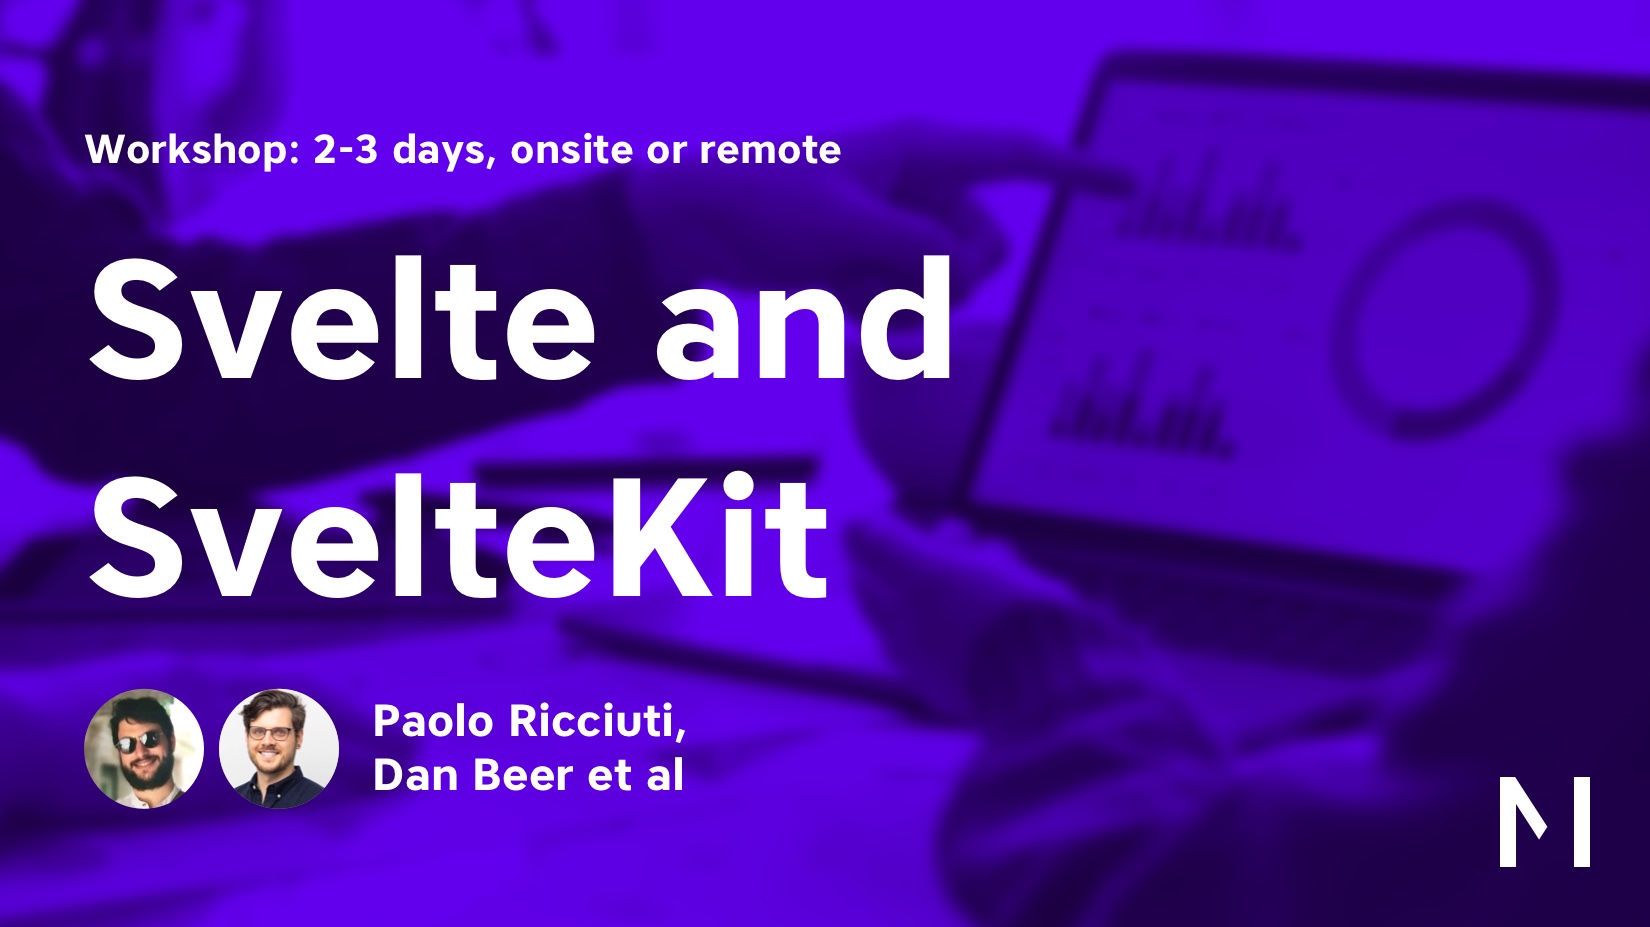 Workshop: 2-3 days, onsite or remote
Svelte and
SvelteKit
Paolo Ricciuti,
Dan Beer et al